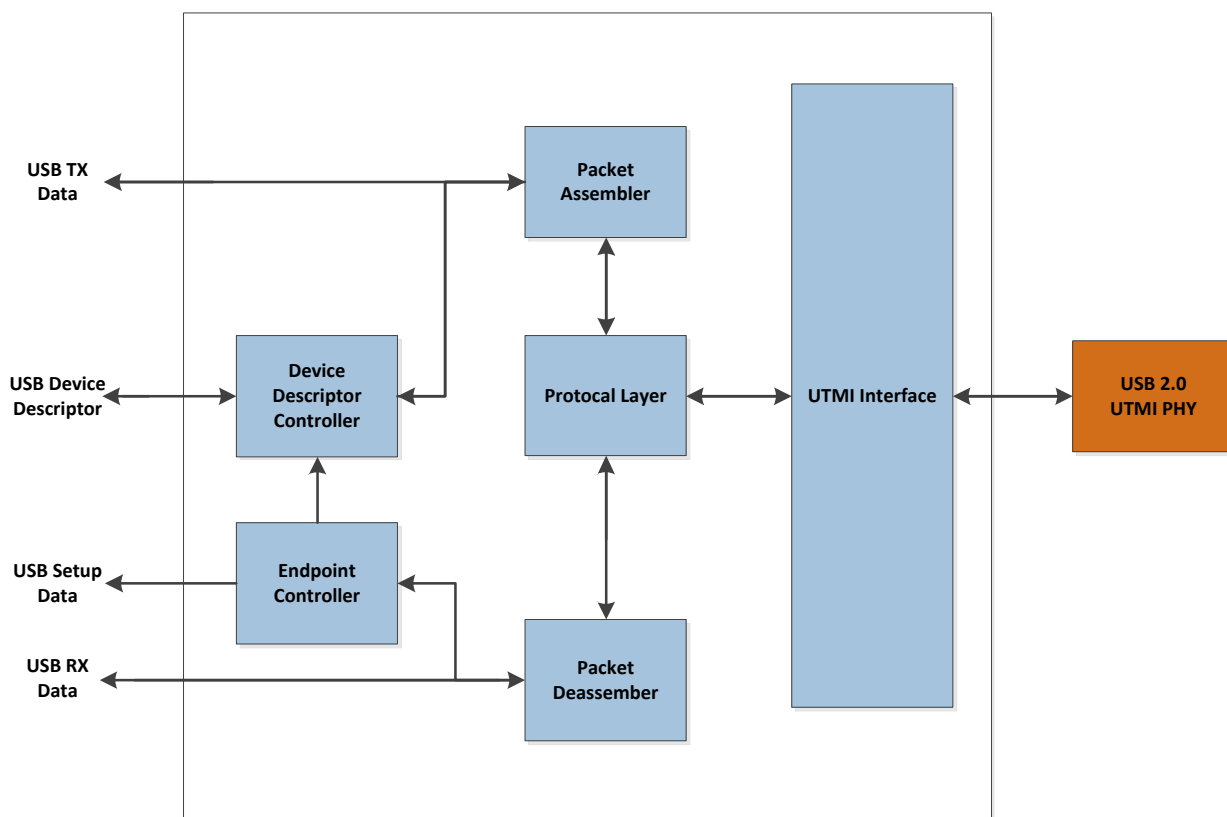 USB TX
Data
Packet
Assembler
USB Device
Descriptor
Device
Descriptor
Controller
Protocal Layer
UTMI Interface
USB 2.0
UTMI PHY
USB Setup
Data
Endpoint
Controller
USB RX
Data
Packet
Deassember